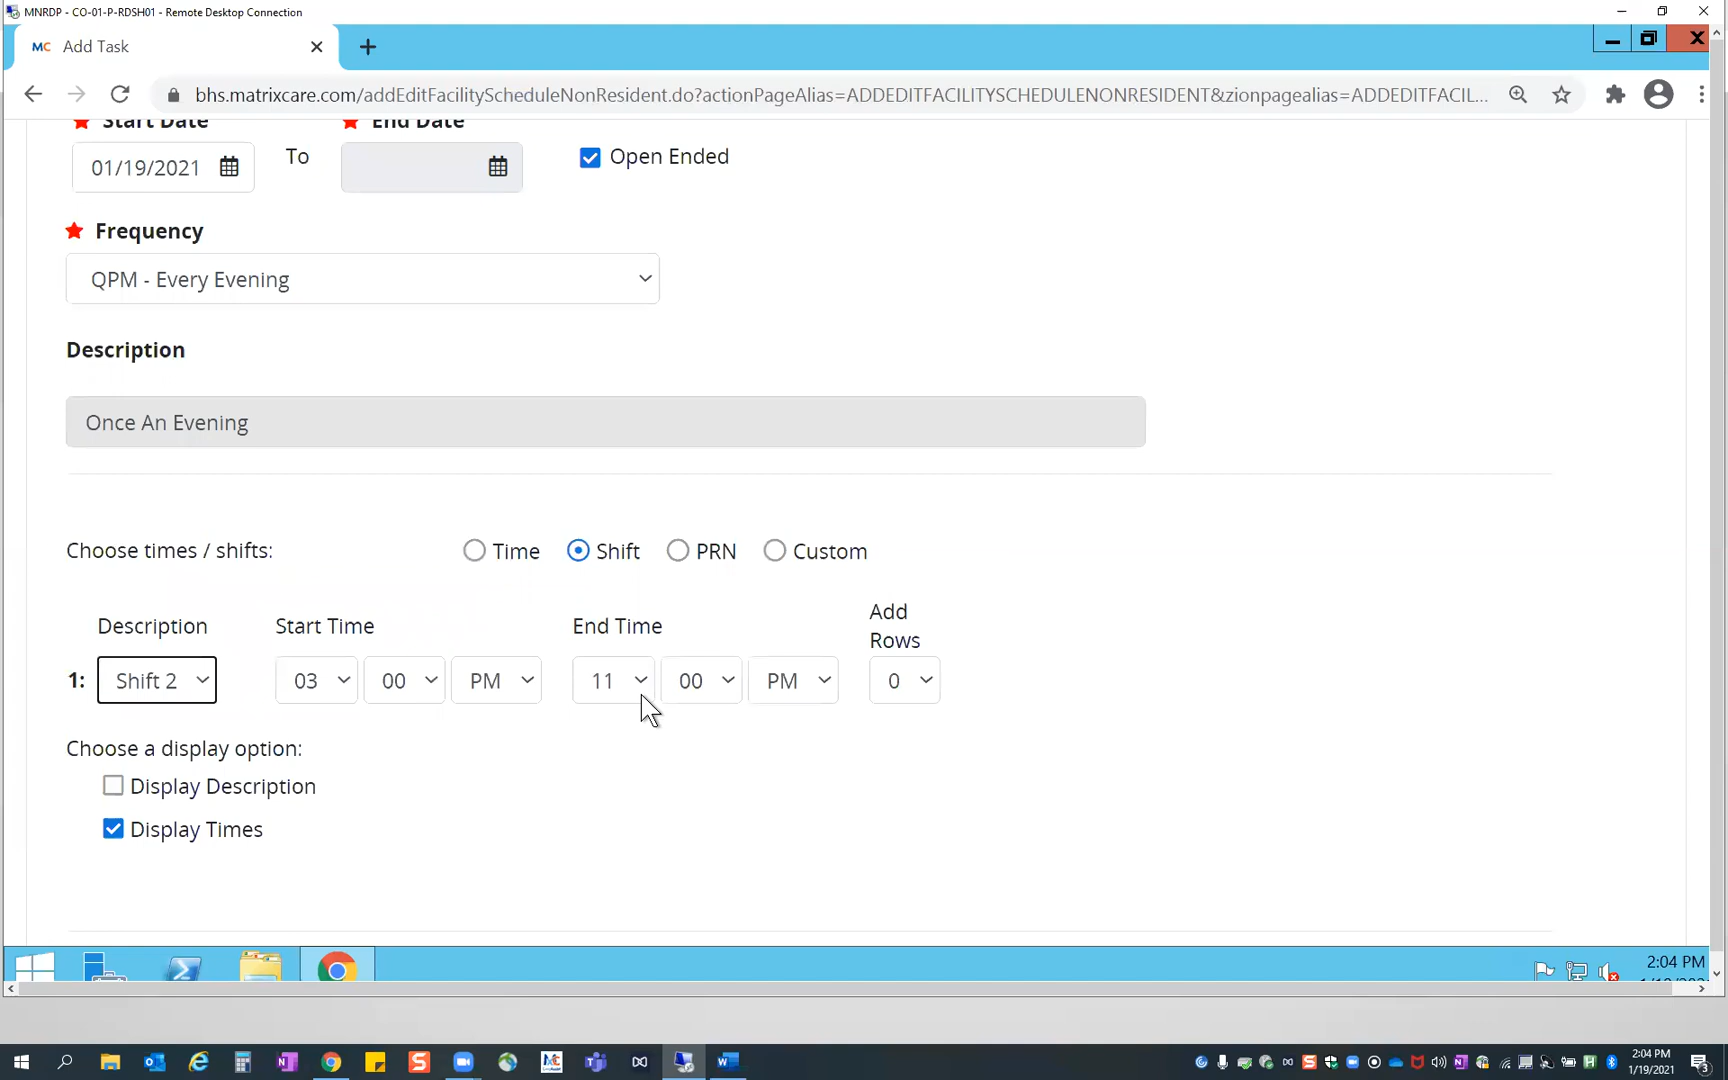 MNRDP - CO-01-P-RDSH01 - Remote Desktop Connection
MC Add Task
bhs.matrixcare.com/addEditFacilityScheduleNonResident.do?actionPageAlias=ADDEDITFACILITYSCHEDULENONRESIDENT&zionpagealias=ADDEDITFACIL...
Start Date End Date
01/19/2021 To Open Ended
Frequency
QPM - Every Evening
Description
Once An Evening
Choose times / shifts: Time Shift PRN Custom
Description Start Time End Time Add Rows
1: Shift 2 03 00 PM 11 00 PM 0
Choose a display option:
Display Description
Display Times
2:04 PM
2:04 PM
1/19/2021